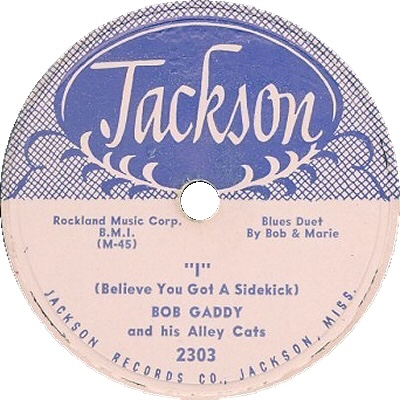 Jackson
Rockland Music Corp.
B.M.I.
(M-45)
Blues Duet
By Bob & Marie
"I"
(Believe You Got A Sidekick)
BOB GADDY
and his Alley Cats
2303
JACKSON RECORDS CO., JACKSON, MISS.